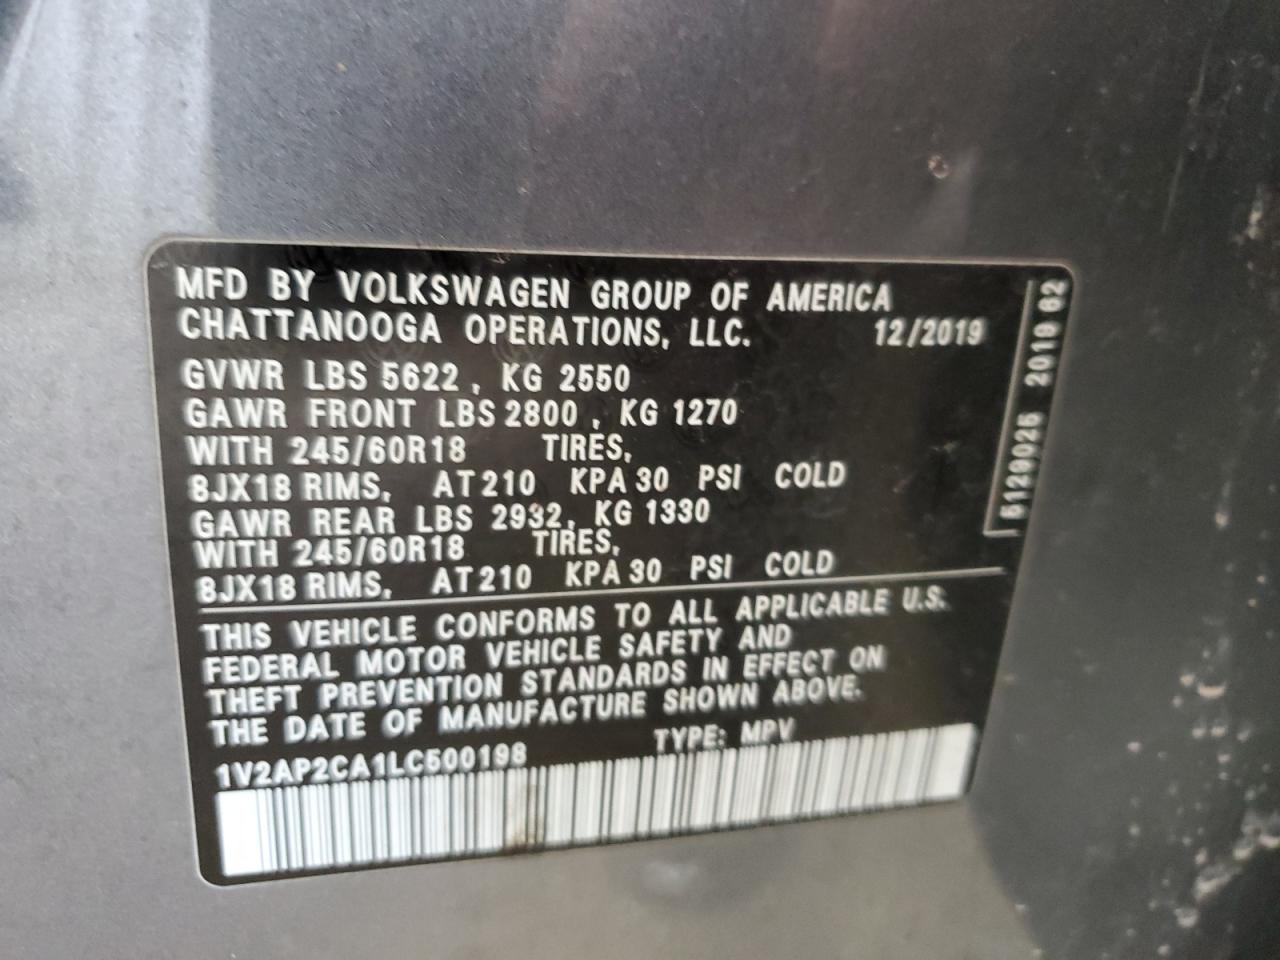 MFD BY VOLKSWAGEN GROUP OF AMERICA
CHATTANOOGA OPERATIONS, LLC. 12/2019
GVWR LBS 5622, KG 2550
GAWR FRONT LBS 2800, KG 1270
WITH 245/60R18 TIRES,
8JX18 RIMS, AT 210 KPA 30 PSI COLD
GAWR REAR LBS 2932, KG 1330
WITH 245/60R18 TIRES,
8JX18 RIMS, AT 210 KPA 30 PSI COLD
THIS VEHICLE CONFORMS TO ALL APPLICABLE U.S.
FEDERAL MOTOR VEHICLE SAFETY AND
THEFT PREVENTION STANDARDS IN EFFECT ON
THE DATE OF MANUFACTURE SHOWN ABOVE.
1V2AP2CA1LC500198 TYPE: MPV
5129025 2019 82